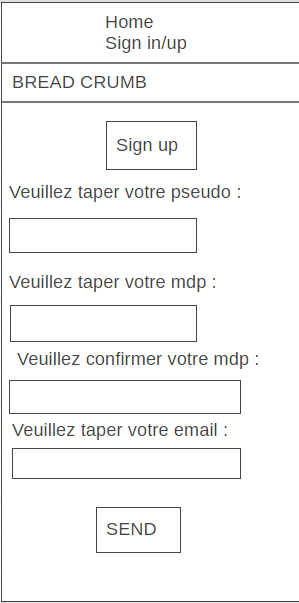 Home
Sign in/up
BREAD CRUMB
Sign up
Veuillez taper votre pseudo :
Veuillez taper votre mdp :
Veuillez confirmer votre mdp :
Veuillez taper votre email :
SEND